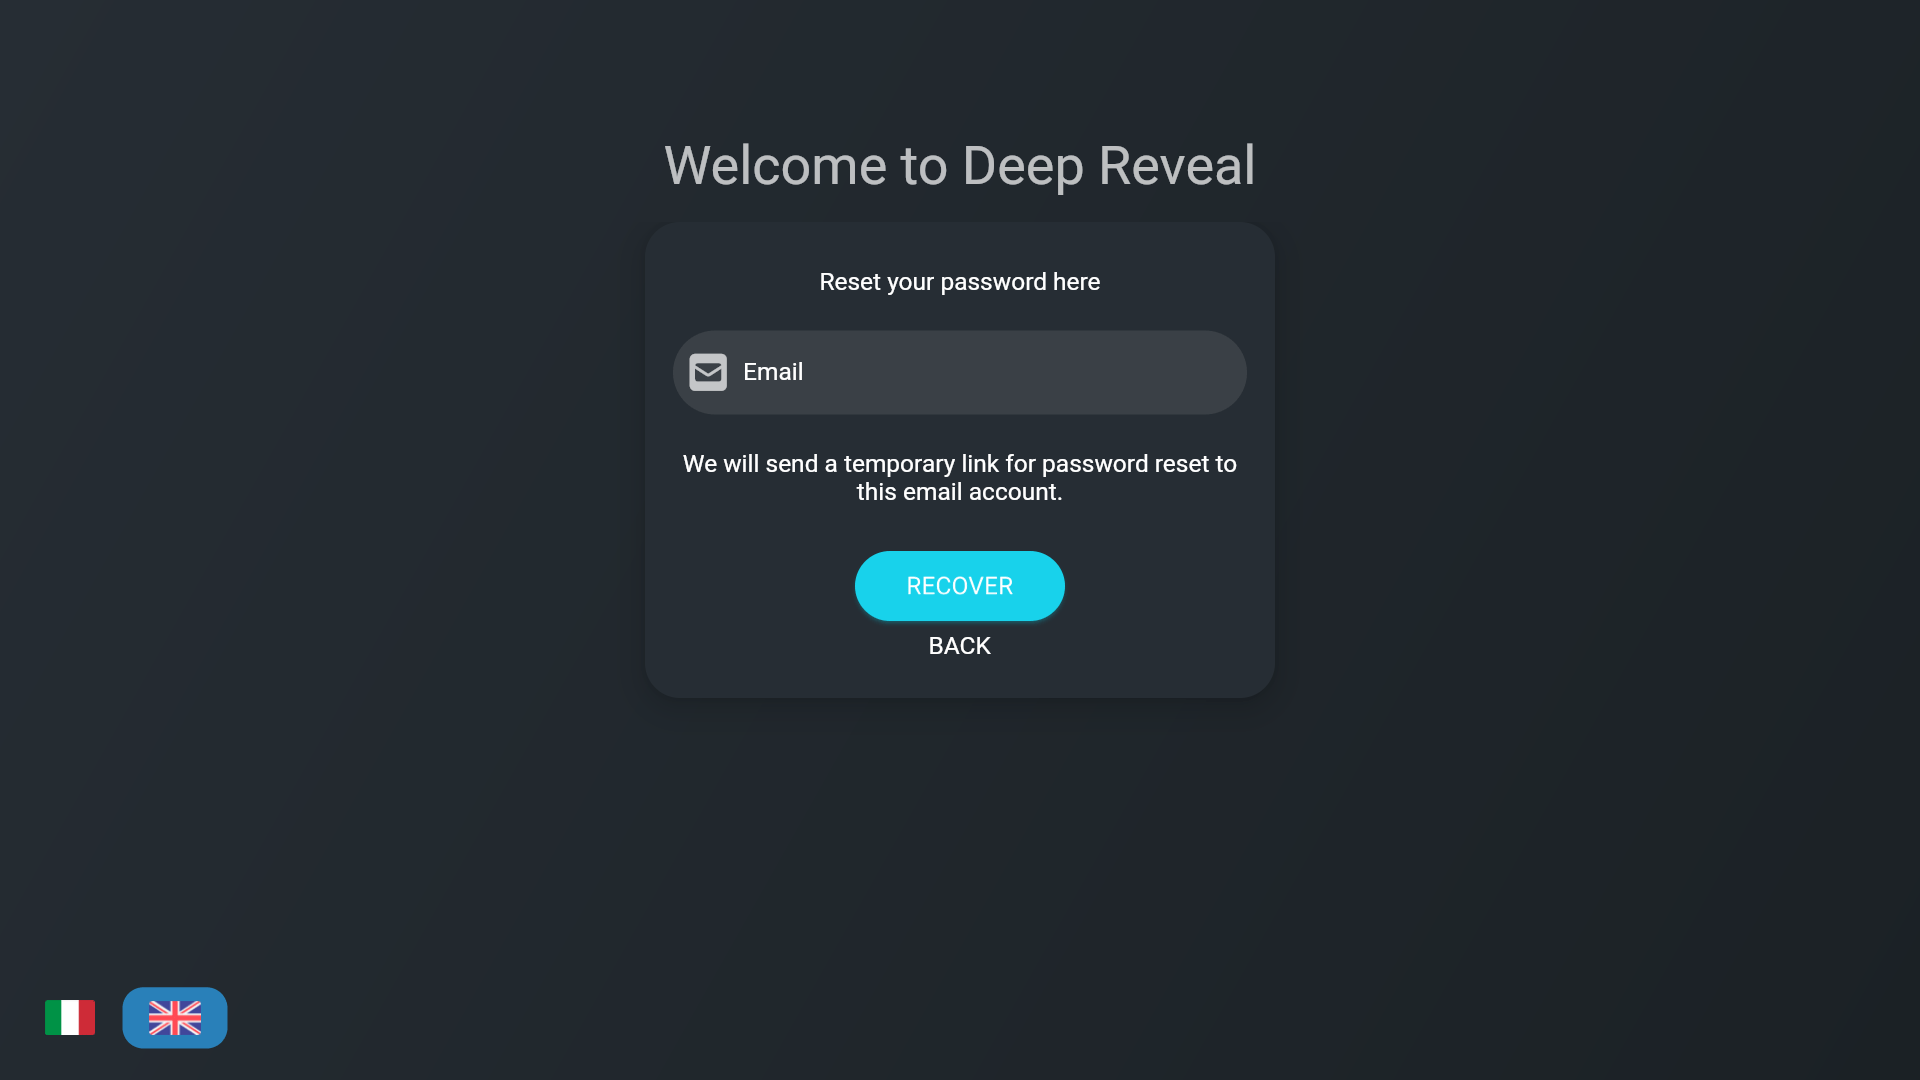 Welcome to Deep Reveal
Reset your password here
Email
We will send a temporary link for password reset to
this email account.
RECOVER
BACK